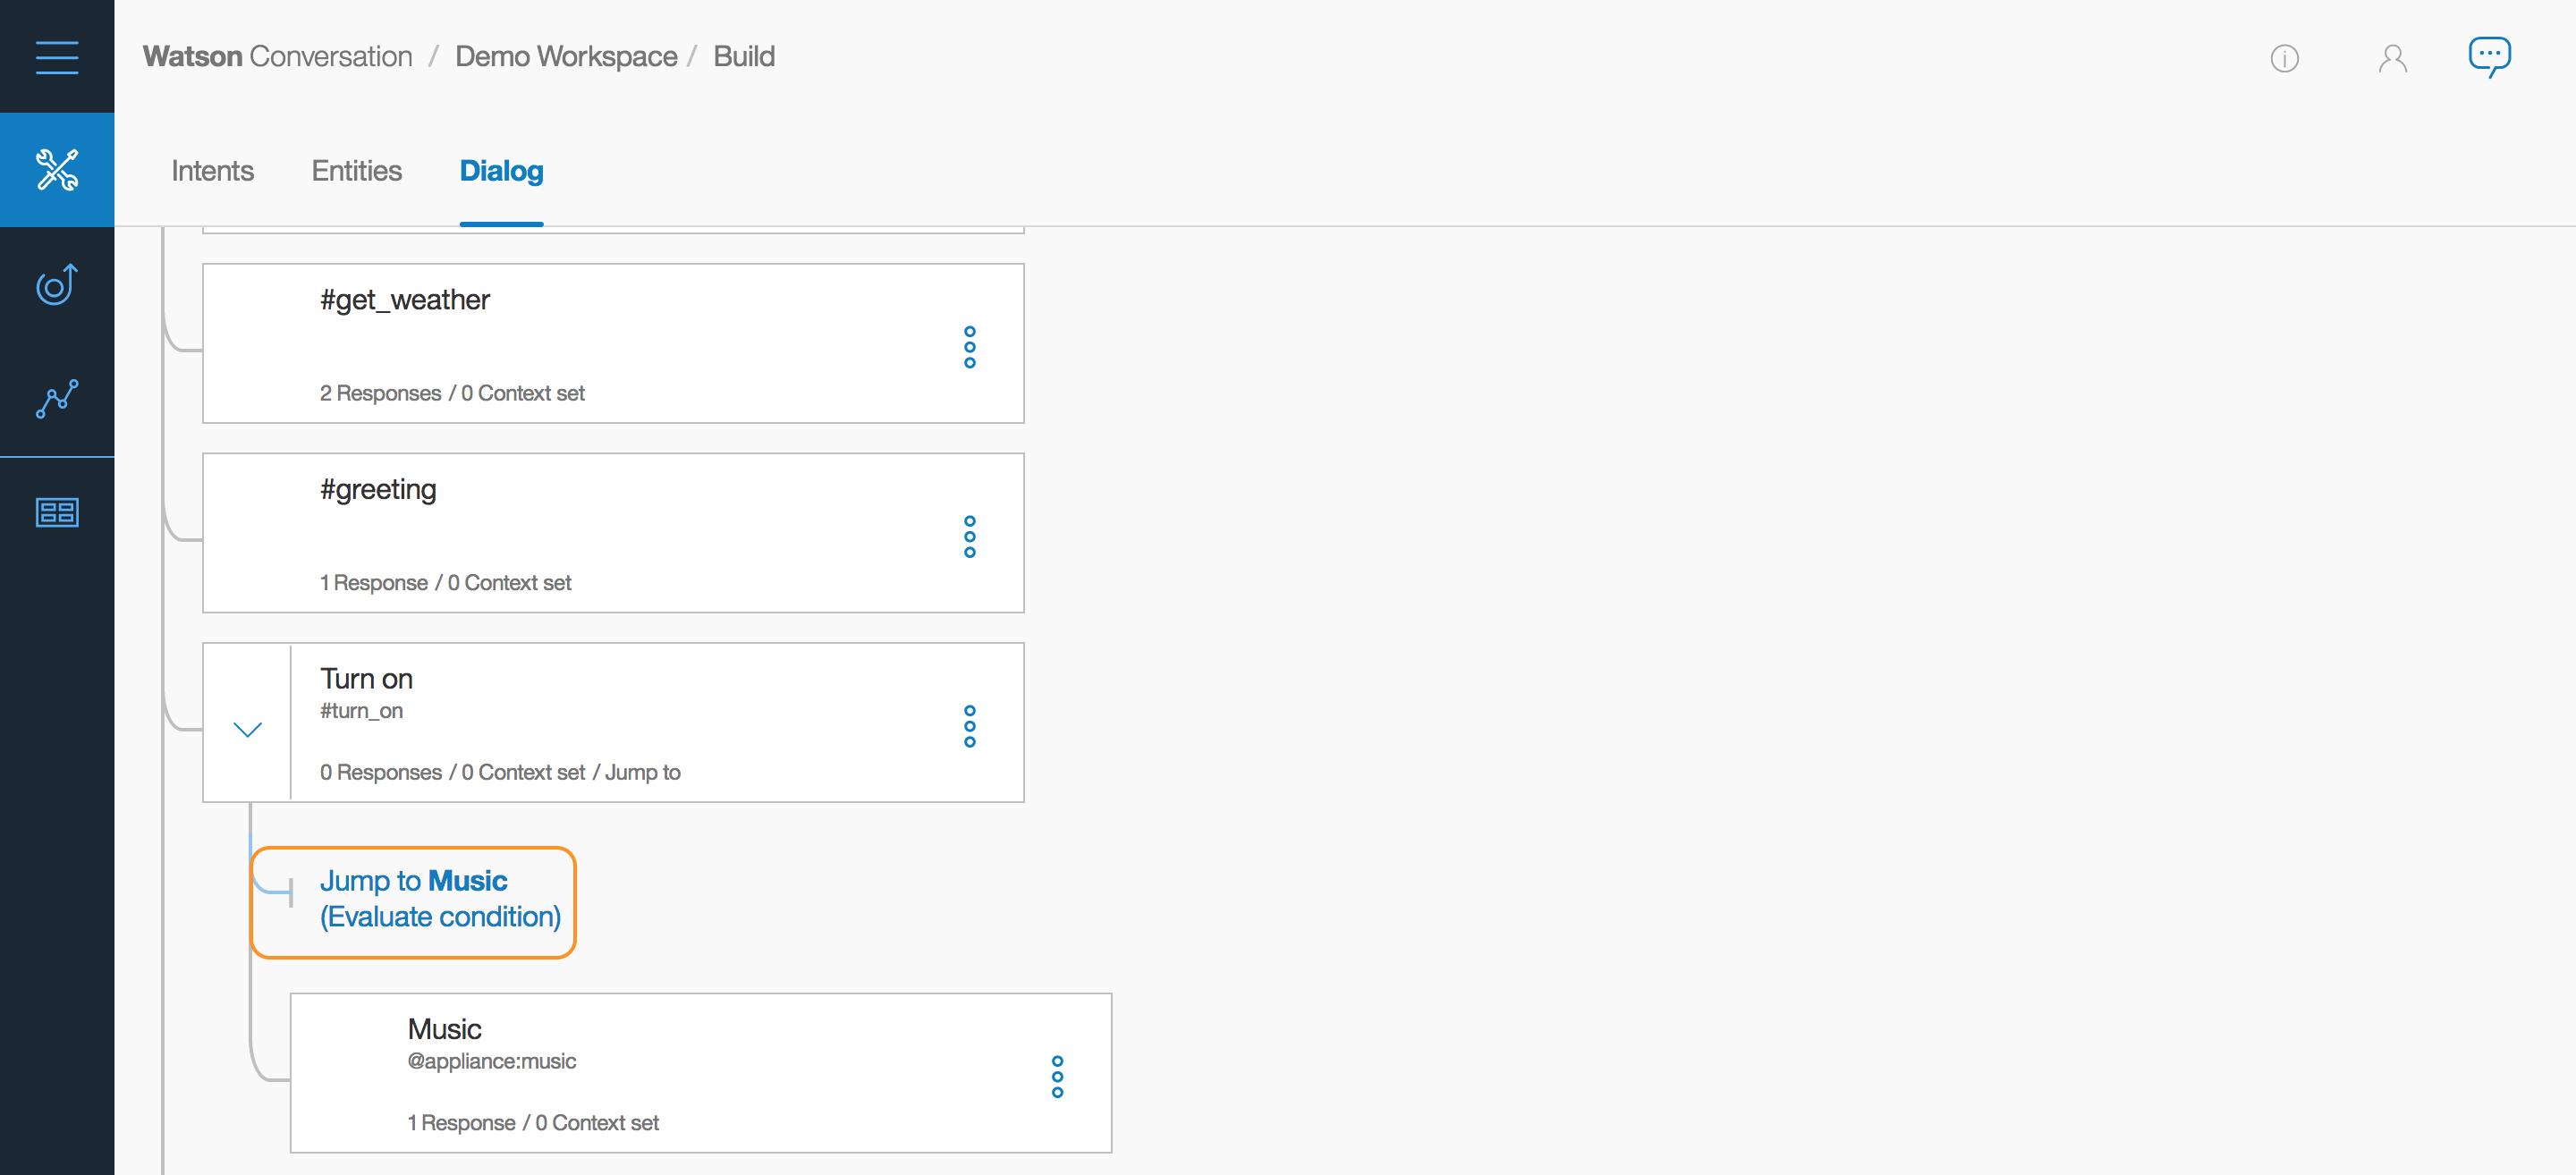 Watson Conversation / Demo Workspace / Build
Intents Entities Dialog
#get_weather
2 Responses / 0 Context set
#greeting
1 Response / 0 Context set
Turn on
#turn_on
0 Responses / 0 Context set / Jump to
Jump to Music
(Evaluate condition)
Music
@appliance:music
1 Response / 0 Context set